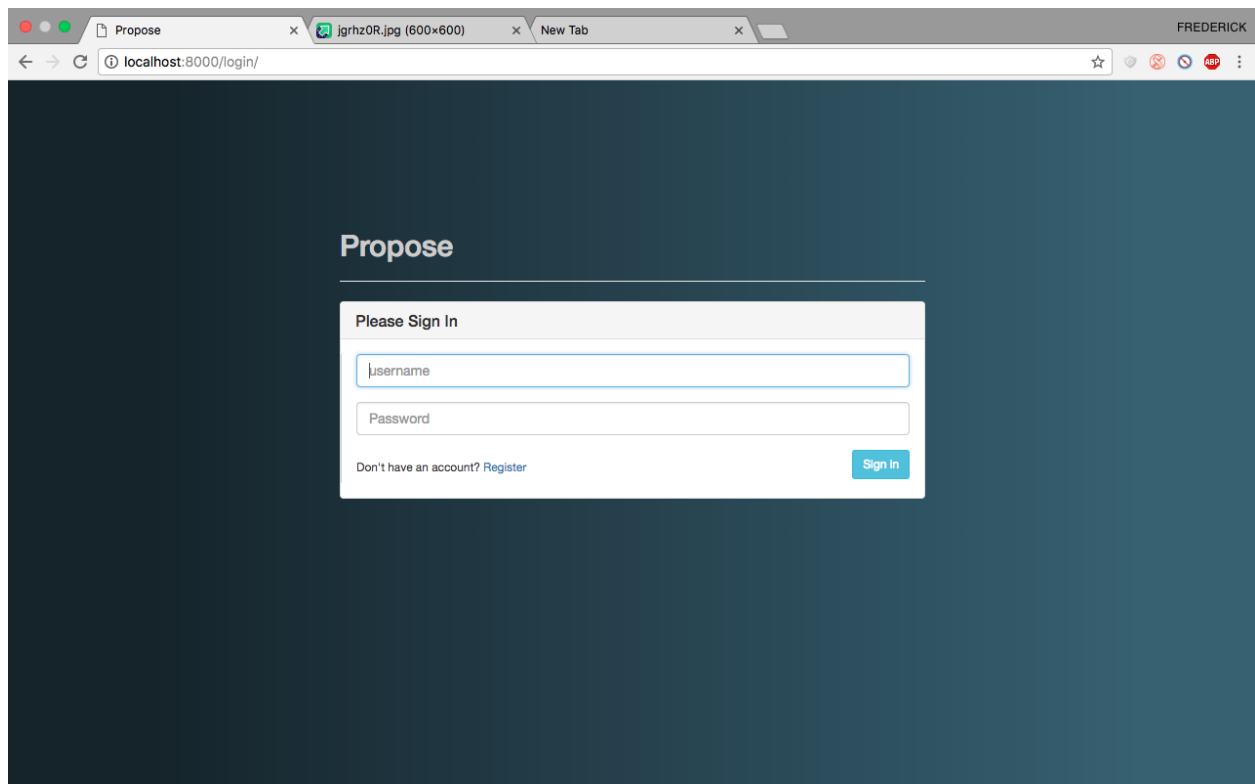 Propose
jgrhz0R.jpg (600×600)
New Tab
FREDERICK
localhost:8000/login/
ABP
Propose
Please Sign In
username
Password
Don't have an account? Register
Sign in